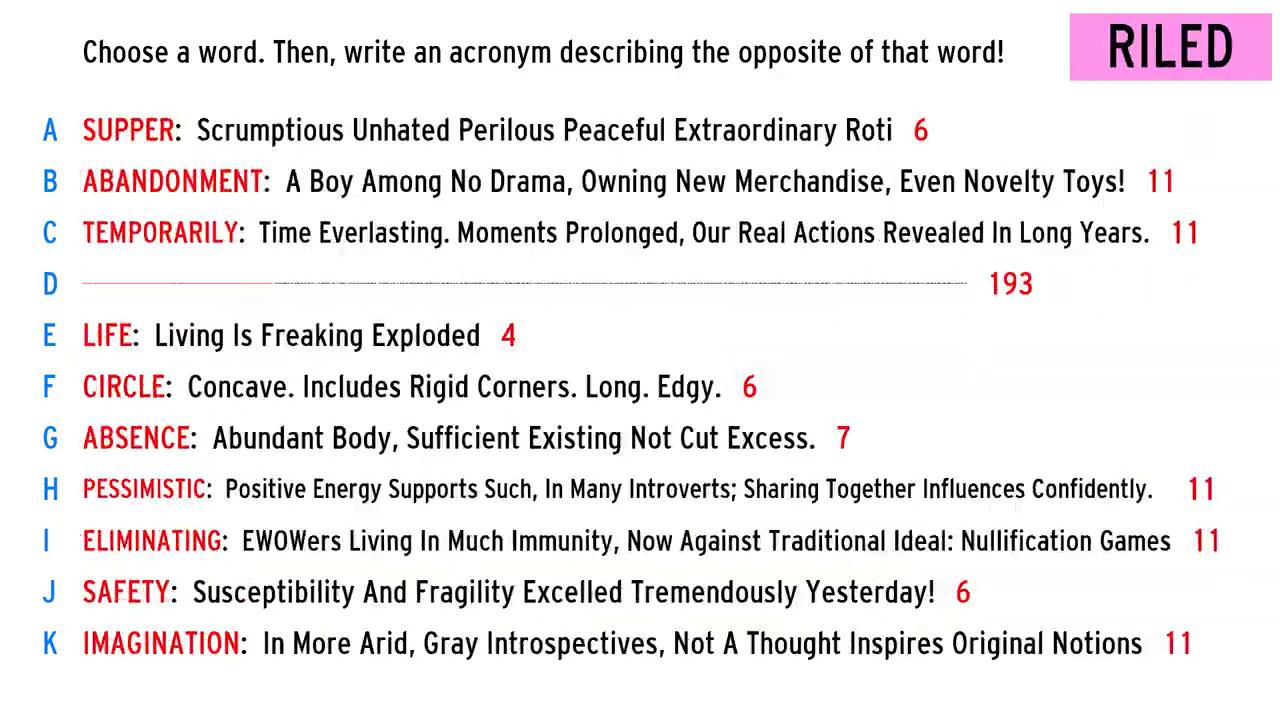 Choose a word. Then, write an acronym describing the opposite of that word!
RILED
A SUPPER: Scrumptious Unhated Perilous Peaceful Extraordinary Roti 6
B ABANDONMENT: A Boy Among No Drama, Owning New Merchandise, Even Novelty Toys! 11
C TEMPORARILY: Time Everlasting. Moments Prolonged, Our Real Actions Revealed In Long Years. 11
D 193
E LIFE: Living Is Freaking Exploded 4
F CIRCLE: Concave. Includes Rigid Corners. Long. Edgy. 6
G ABSENCE: Abundant Body, Sufficient Existing Not Cut Excess. 7
H PESSIMISTIC: Positive Energy Supports Such, In Many Introverts; Sharing Together Influences Confidently. 11
I ELIMINATING: EWOWers Living In Much Immunity, Now Against Traditional Ideal: Nullification Games 11
J SAFETY: Susceptibility And Fragility Excelled Tremendously Yesterday! 6
K IMAGINATION: In More Arid, Gray Introspectives, Not A Thought Inspires Original Notions 11